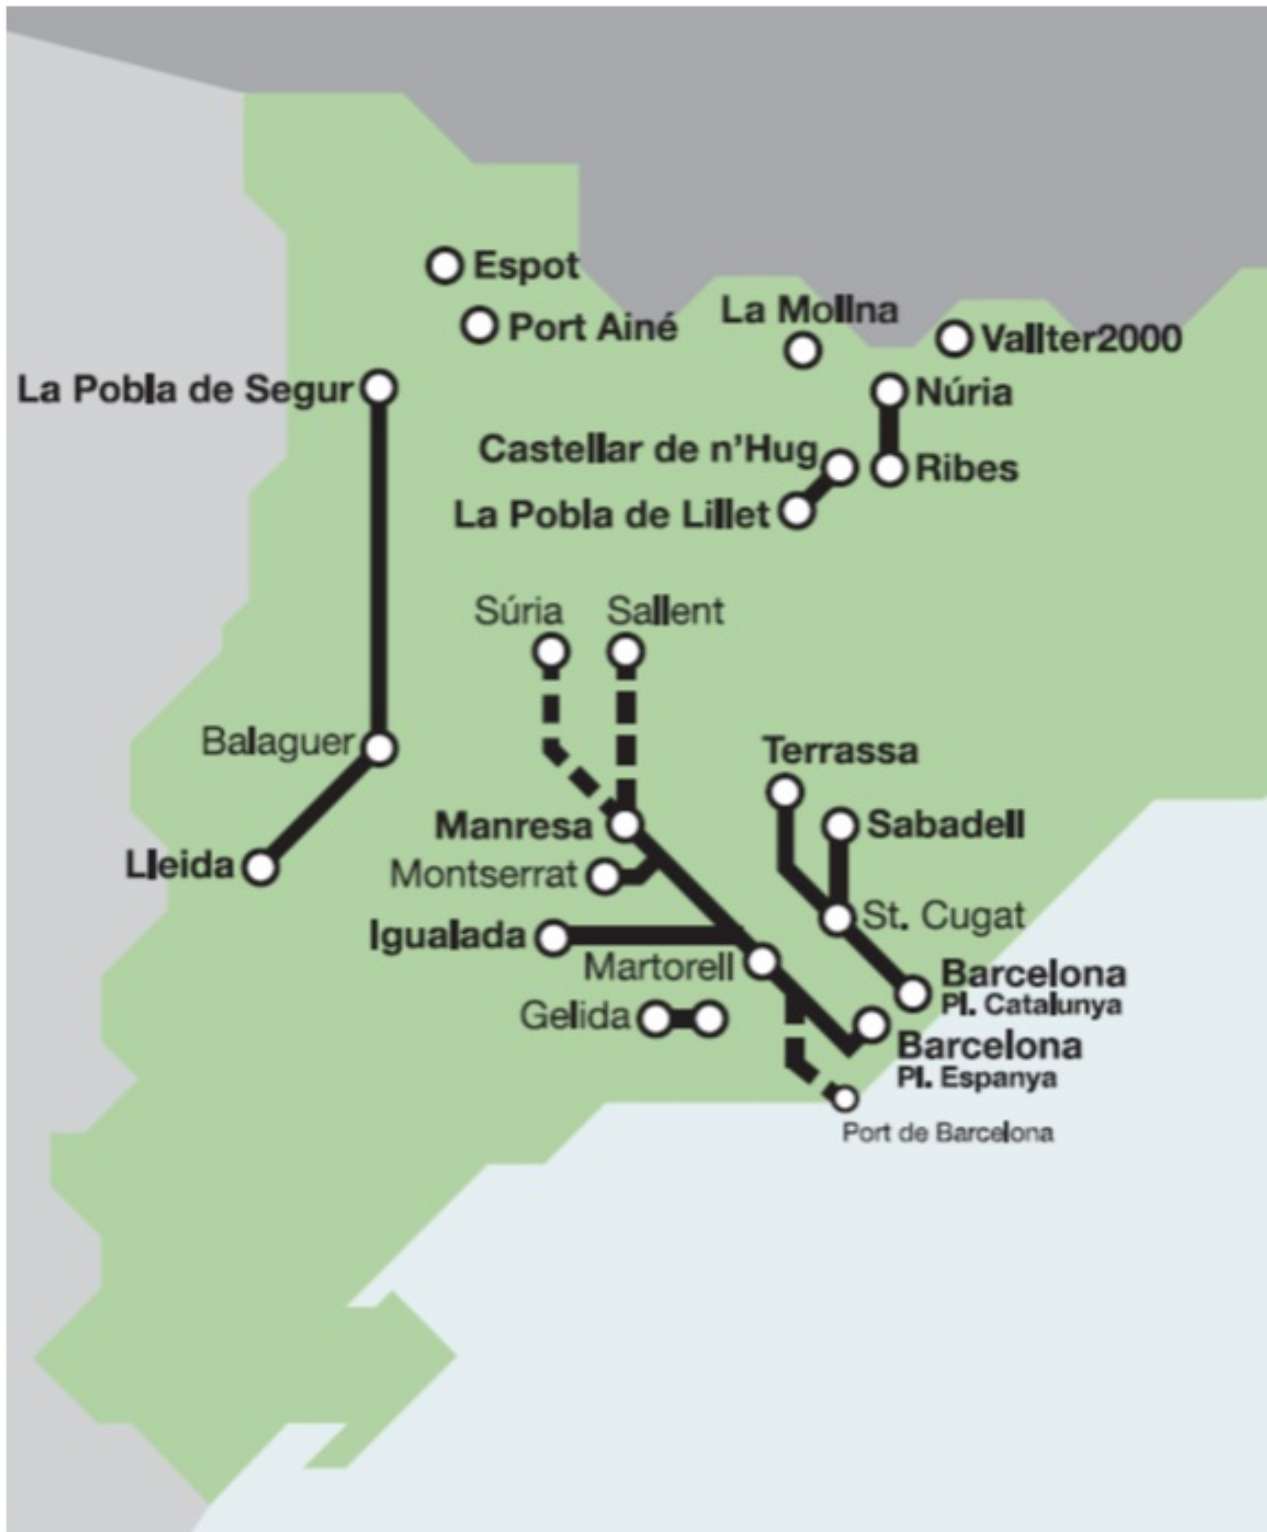 Espot
Port Ainé
La Mollna
Vallter2000
La Pobla de Segur
Núria
Castellar de n'Hug
Ribes
La Pobla de Lillet
Súria
Sallent
Balaguer
Terrassa
Manresa
Sabadell
Lleida
Montserrat
Igualada
St. Cugat
Martorell
Barcelona
Pl. Catalunya
Gelida
Barcelona
Pl. Espanya
Port de Barcelona